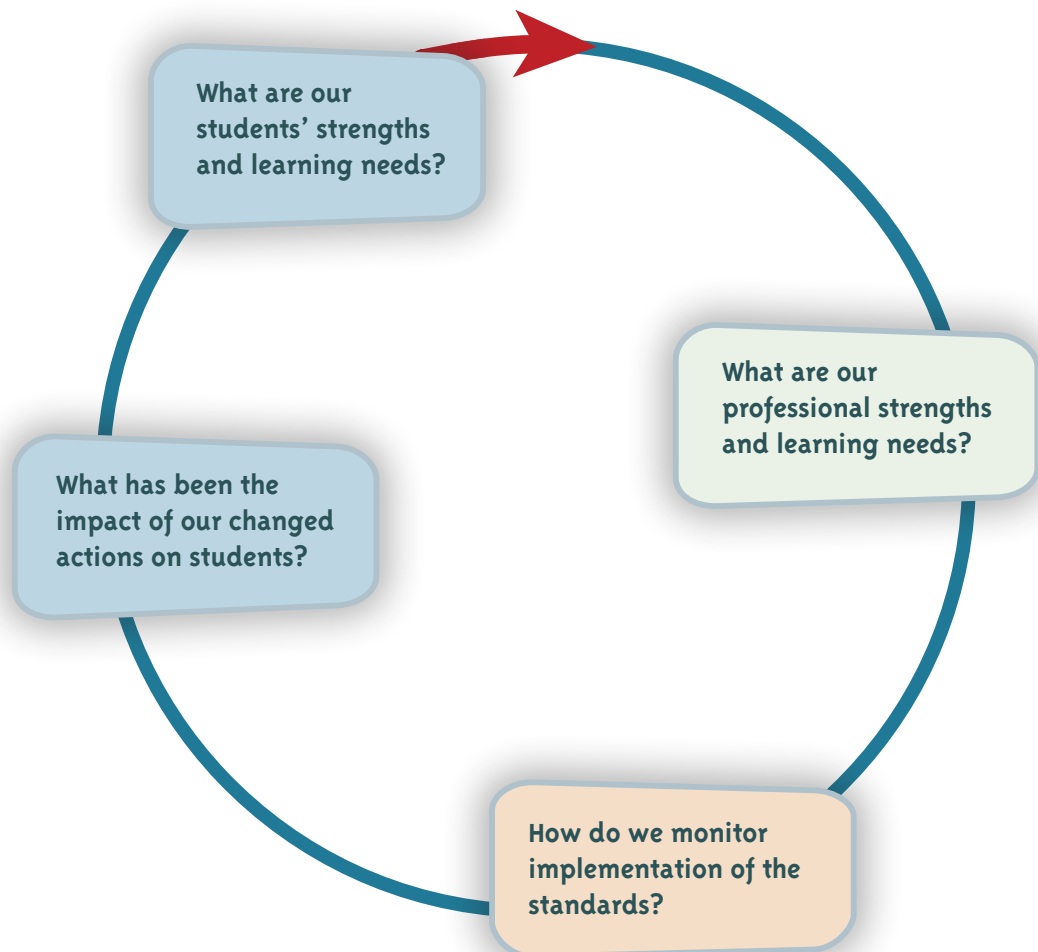 What are our
students’ strengths
and learning needs?
What are our
professional strengths
and learning needs?
How do we monitor
implementation of the
standards?
What has been the
impact of our changed
actions on students?